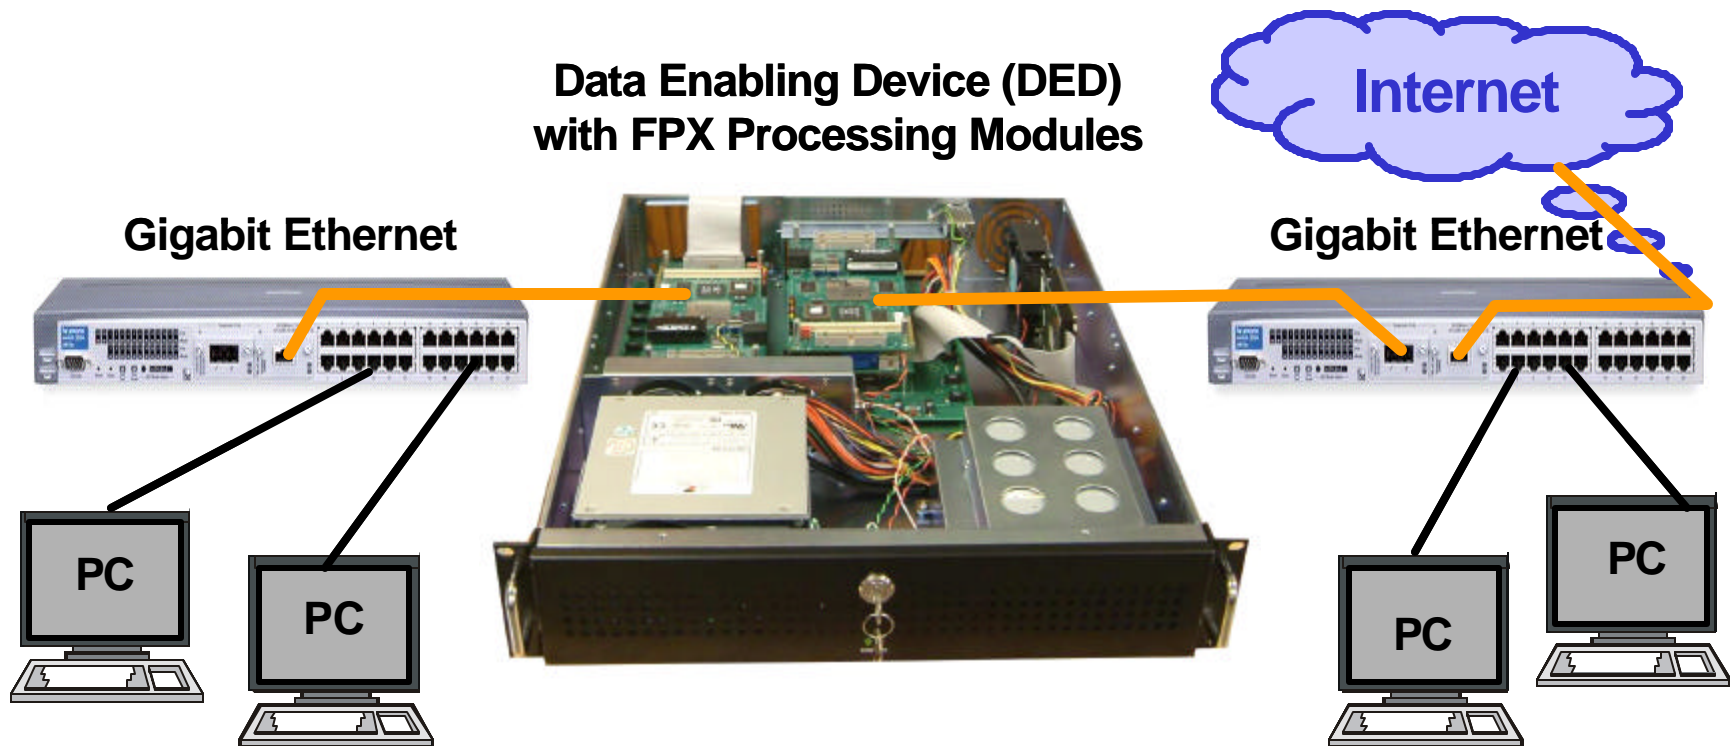 Data Enabling Device (DED)
with FPX Processing Modules
Internet
Gigabit Ethernet
Gigabit Ethernet
PC
PC
PC
PC